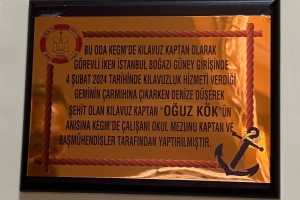 BU ODA KEGM'DE KILAVUZ KAPTAN OLARAK
GÖREVLİ İKEN İSTANBUL BOĞAZI GÜNEY GİRİŞİNDE
4 ŞUBAT 2024 TARİHİNDE KILAVUZLUK HİZMETİ VERDİĞİ
GEMİNİN ÇARMIHINA ÇIKARKEN DENİZE DÜŞEREK
ŞEHİT OLAN KILAVUZ KAPTAN "OĞUZ KÖK"ÜN
ANISINA KEGM'DE ÇALIŞANI OKUL MEZUNU KAPTAN VE
BAŞMÜHENDİSLER TARAFINDAN YAPTIRILMIŞTIR.